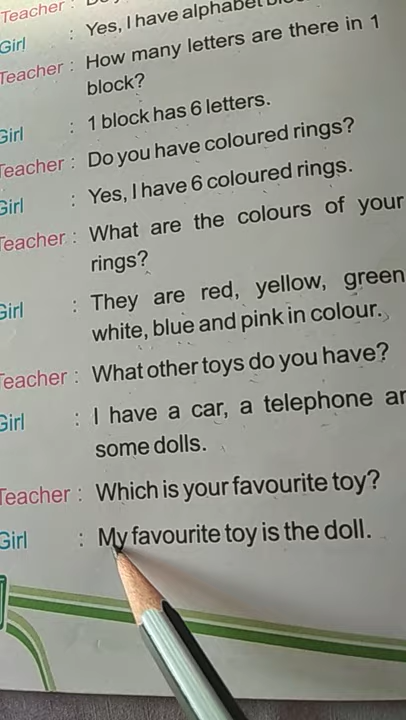 Teacher :
Girl : Yes, I have alphabet
Teacher : How many letters are there in 1
block?
Girl : 1 block has 6 letters.
Teacher : Do you have coloured rings?
Girl : Yes, I have 6 coloured rings.
Teacher : What are the colours of your
rings?
Girl : They are red, yellow, green
white, blue and pink in colour.
Teacher : What other toys do you have?
Girl : I have a car, a telephone
some dolls.
Teacher : Which is your favourite toy?
Girl : My favourite toy is the doll.